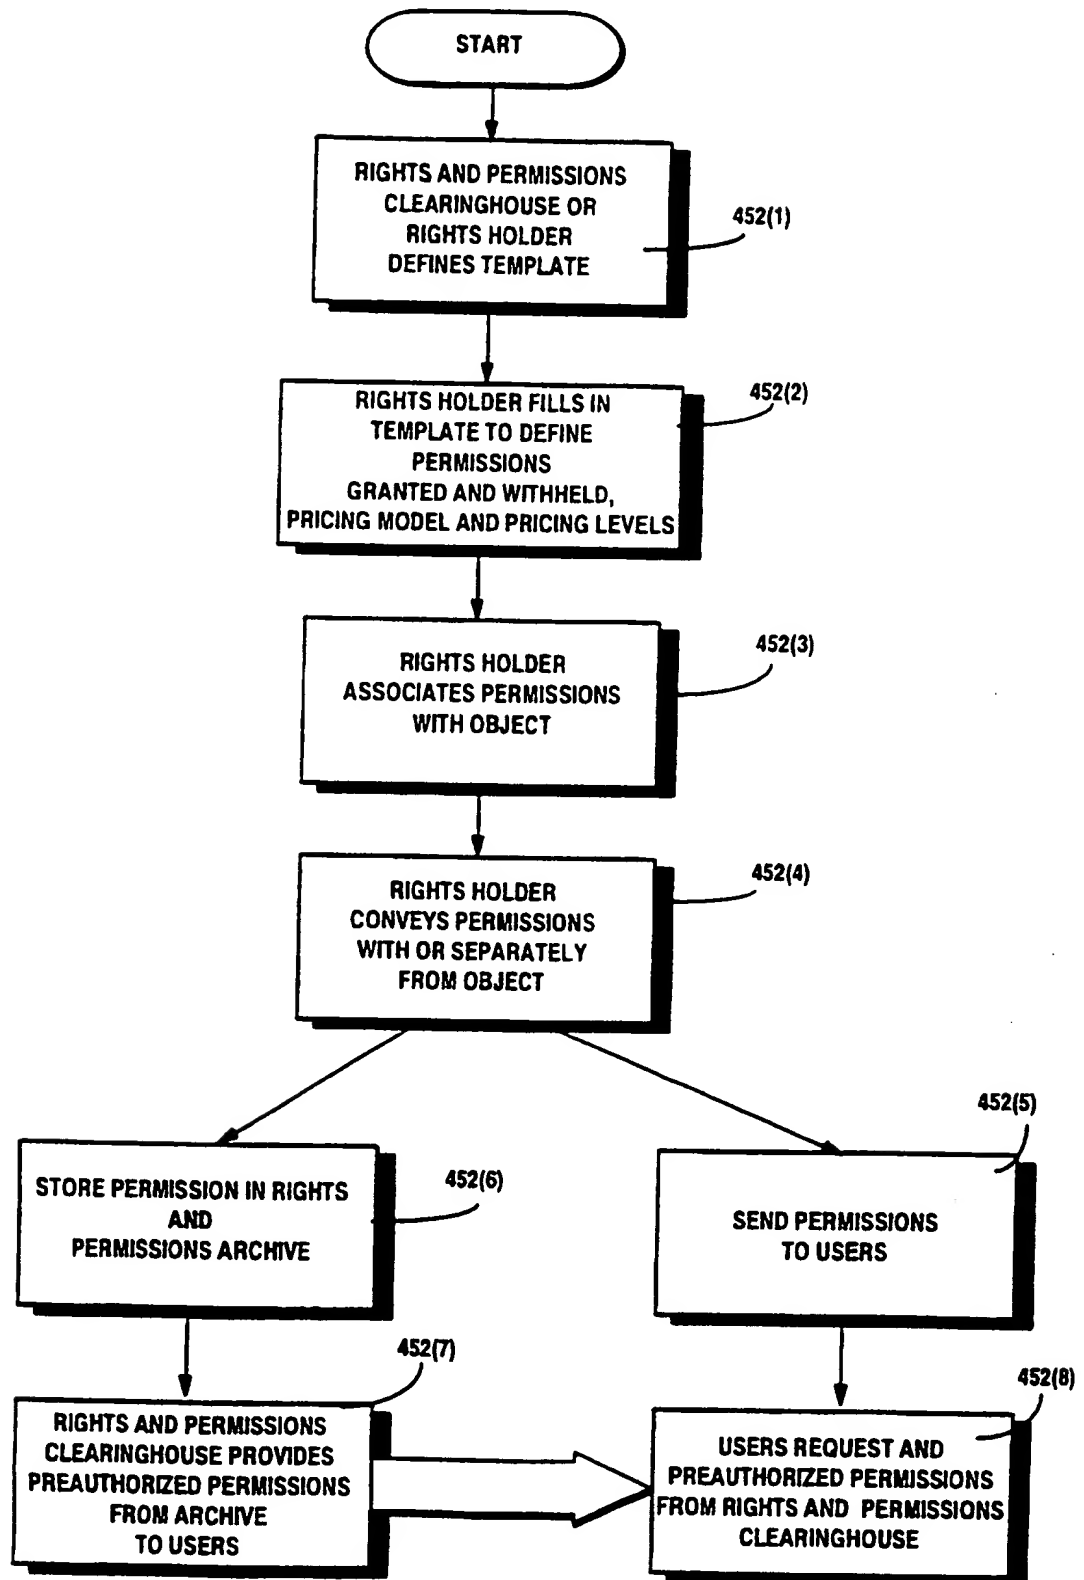 START
RIGHTS AND PERMISSIONS
CLEARINGHOUSE OR
RIGHTS HOLDER
DEFINES TEMPLATE
452(1)
RIGHTS HOLDER FILLS IN
TEMPLATE TO DEFINE
PERMISSIONS
GRANTED AND WITHHELD,
PRICING MODEL AND PRICING LEVELS
452(2)
RIGHTS HOLDER
ASSOCIATES PERMISSIONS
WITH OBJECT
452(3)
RIGHTS HOLDER
CONVEYS PERMISSIONS
WITH OR SEPARATELY
FROM OBJECT
452(4)
STORE PERMISSION IN RIGHTS
AND
PERMISSIONS ARCHIVE
452(6)
SEND PERMISSIONS
TO USERS
452(5)
RIGHTS AND PERMISSIONS
CLEARINGHOUSE PROVIDES
PREAUTHORIZED PERMISSIONS
FROM ARCHIVE
TO USERS
452(7)
USERS REQUEST AND
PREAUTHORIZED PERMISSIONS
FROM RIGHTS AND PERMISSIONS
CLEARINGHOUSE
452(8)